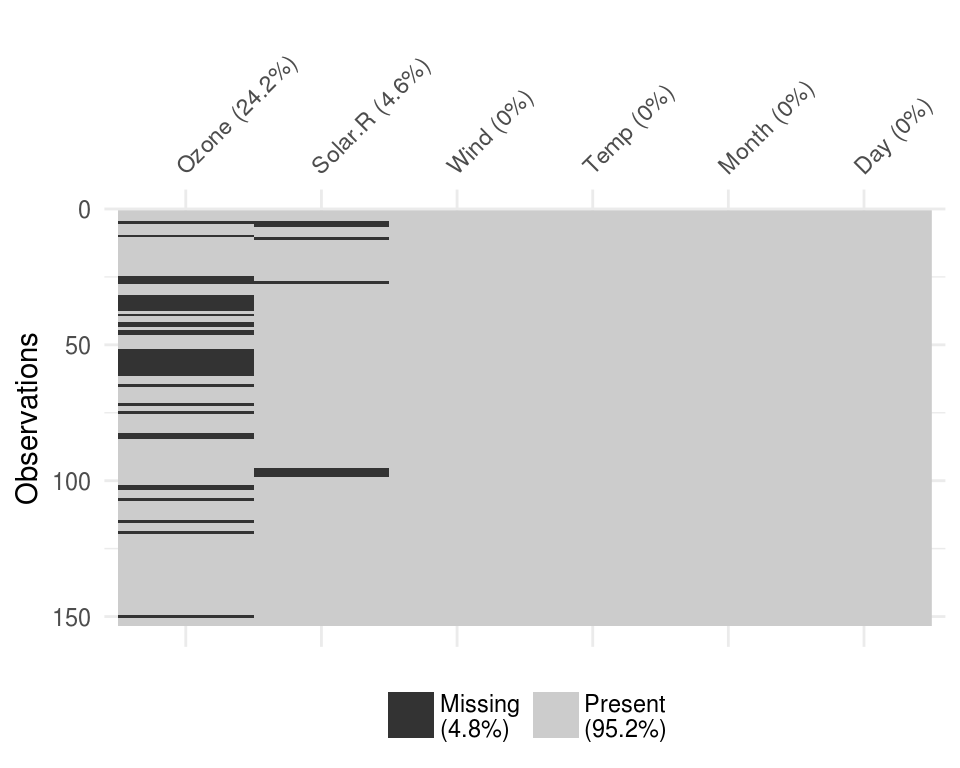 Ozone (24.2%)
Solar.R (4.6%)
Wind (0%)
Temp (0%)
Month (0%)
Day (0%)
0
50
100
150
Observations
Missing
(4.8%)
Present
(95.2%)